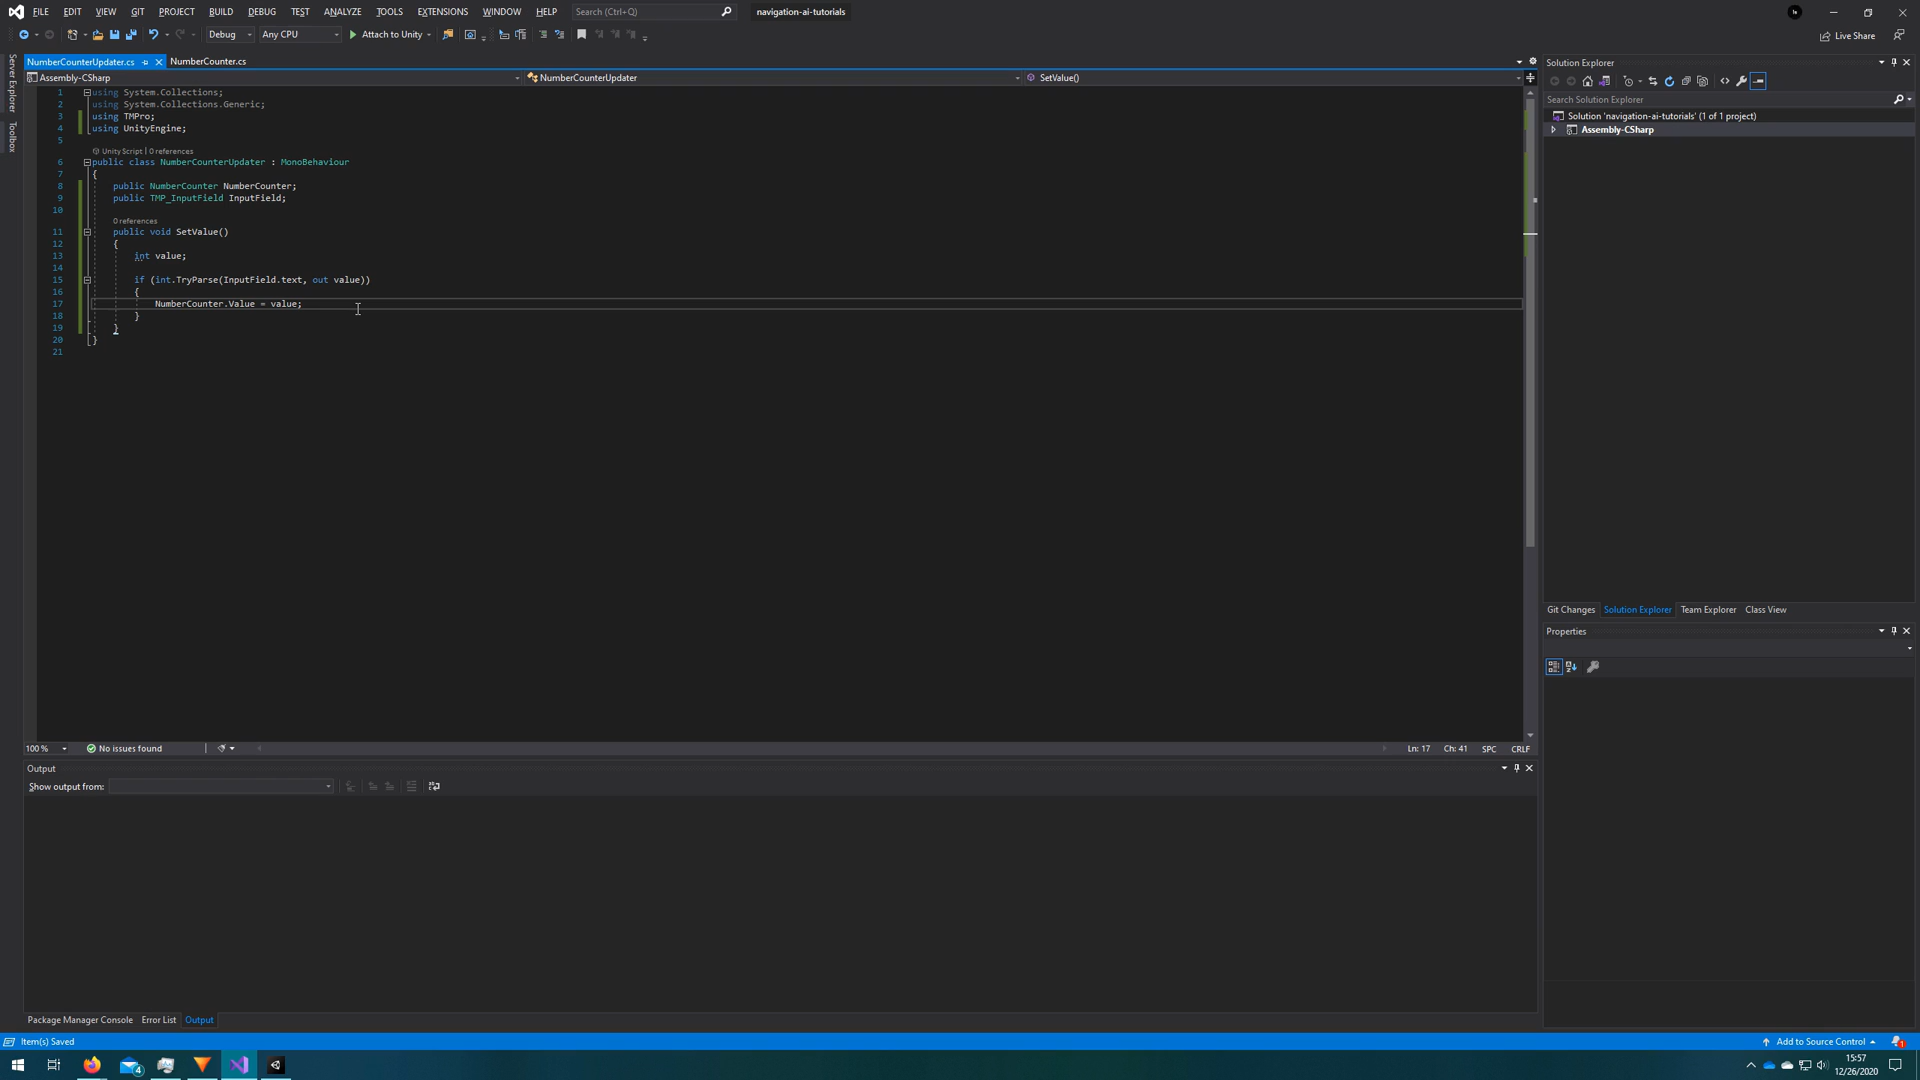 FILE EDIT VIEW GIT PROJECT BUILD DEBUG TEST ANALYZE TOOLS EXTENSIONS WINDOW HELP Search (Ctrl+Q) navigation-ai-tutorials
Debug Any CPU Attach to Unity Live Share
NumberCounterUpdater.cs NumberCounter.cs
Assembly-CSharp NumberCounterUpdater SetValue()
1 using System.Collections;
2 using System.Collections.Generic;
3 using TMPro;
4 using UnityEngine;
5
Unity Script | 0 references
6 public class NumberCounterUpdater : MonoBehaviour
7 {
8 public NumberCounter NumberCounter;
9 public TMP_InputField InputField;
10
0 references
11 public void SetValue()
12 {
13 int value;
14
15 if (int.TryParse(InputField.text, out value))
16 {
17 NumberCounter.Value = value;
18 }
19 }
20 }
21
100 % No issues found Ln: 17 Ch: 41 SPC CRLF
Output
Show output from:
Package Manager Console Error List Output
Server Explorer
Toolbox
Solution Explorer
Search Solution Explorer
Solution 'navigation-ai-tutorials' (1 of 1 project)
Assembly-CSharp
Git Changes Solution Explorer Team Explorer Class View
Properties
Item(s) Saved Add to Source Control 1
4
15:57
12/26/2020